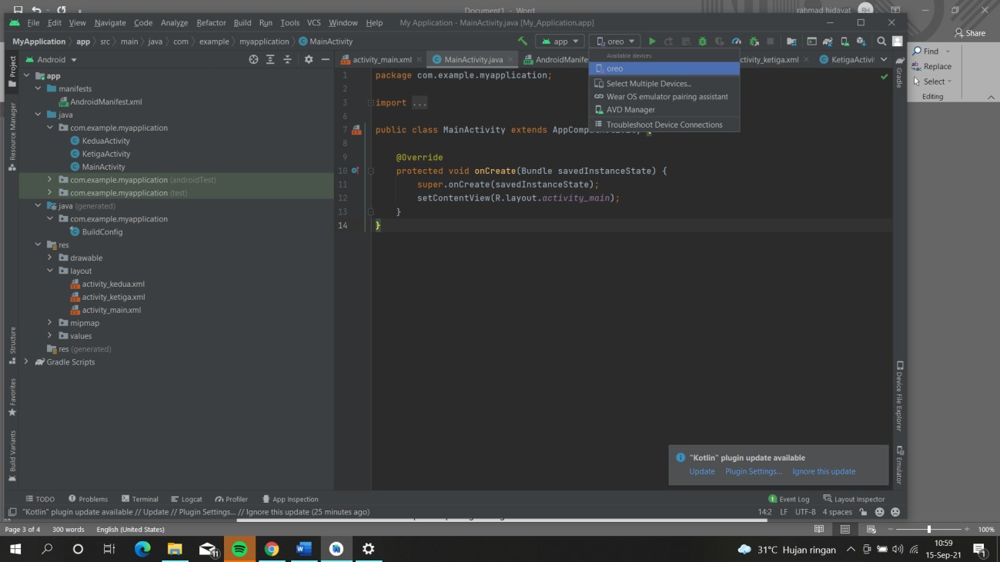 Document1 - Word
rahmad hidayat
RH
File Edit View Navigate Code Analyze Refactor Build Run Tools VCS Window Help My Application - MainActivity.java [My_Application.app]
Share
MyApplication app src main java com example myapplication MainActivity
app
oreo
Find
Replace
Select
Editing
Available devices
oreo
Select Multiple Devices...
Wear OS emulator pairing assistant
AVD Manager
Troubleshoot Device Connections
Project
Resource Manager
Structure
Favorites
Build Variants
Android
app
manifests
AndroidManifest.xml
java
com.example.myapplication
KeduaActivity
KetigaActivity
MainActivity
com.example.myapplication (androidTest)
com.example.myapplication (test)
java (generated)
com.example.myapplication
BuildConfig
res
drawable
layout
activity_kedua.xml
activity_ketiga.xml
activity_main.xml
mipmap
values
res (generated)
Gradle Scripts
activity_main.xml MainActivity.java AndroidManife ctivity_ketiga.xml KetigaActivi
1 package com.example.myapplication;
2
3 import ...
6
7 public class MainActivity extends AppCompatActivity {
8
9 @Override
10 protected void onCreate(Bundle savedInstanceState) {
11 super.onCreate(savedInstanceState);
12 setContentView(R.layout.activity_main);
13 }
14 }
Gradle
Device File Explorer
Emulator
"Kotlin" plugin update available
Update Plugin Settings... Ignore this update
TODO Problems Terminal Logcat Profiler App Inspection
1 Event Log Layout Inspector
"Kotlin" plugin update available // Update // Plugin Settings... // Ignore this update (25 minutes ago)
14:2 LF UTF-8 4 spaces
Page 3 of 4 300 words English (United States)
100%
11
31°C Hujan ringan
10:59
15-Sep-21
1